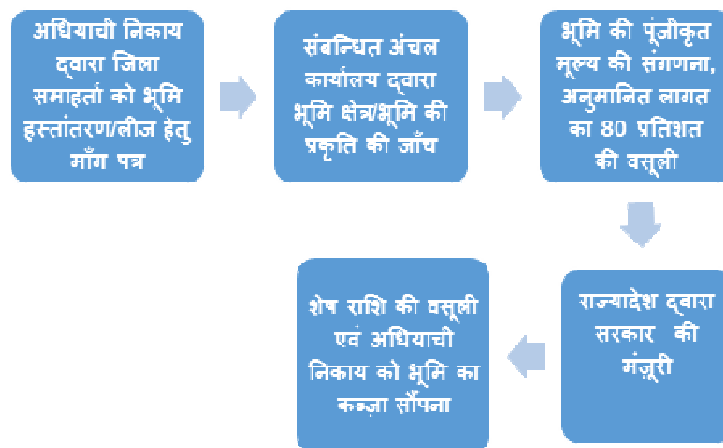 अधियाची निकाय
द्वारा जिला
समाहर्ता को भूमि
हस्तांतरण/लीज हेतु
माँग पत्र
संबन्धित अंचल
कार्यालय द्वारा
भूमि क्षेत्र/भूमि की
प्रकृति की जाँच
भूमि की पूंजीकृत
मूल्य की संगणना,
अनुमानित लागत
का 80 प्रतिशत
की वसूली
राज्यादेश द्वारा
सरकार की
मंजूरी
शेष राशि की वसूली
एवं अधियाची
निकाय को भूमि का
कब्ज़ा सौंपना